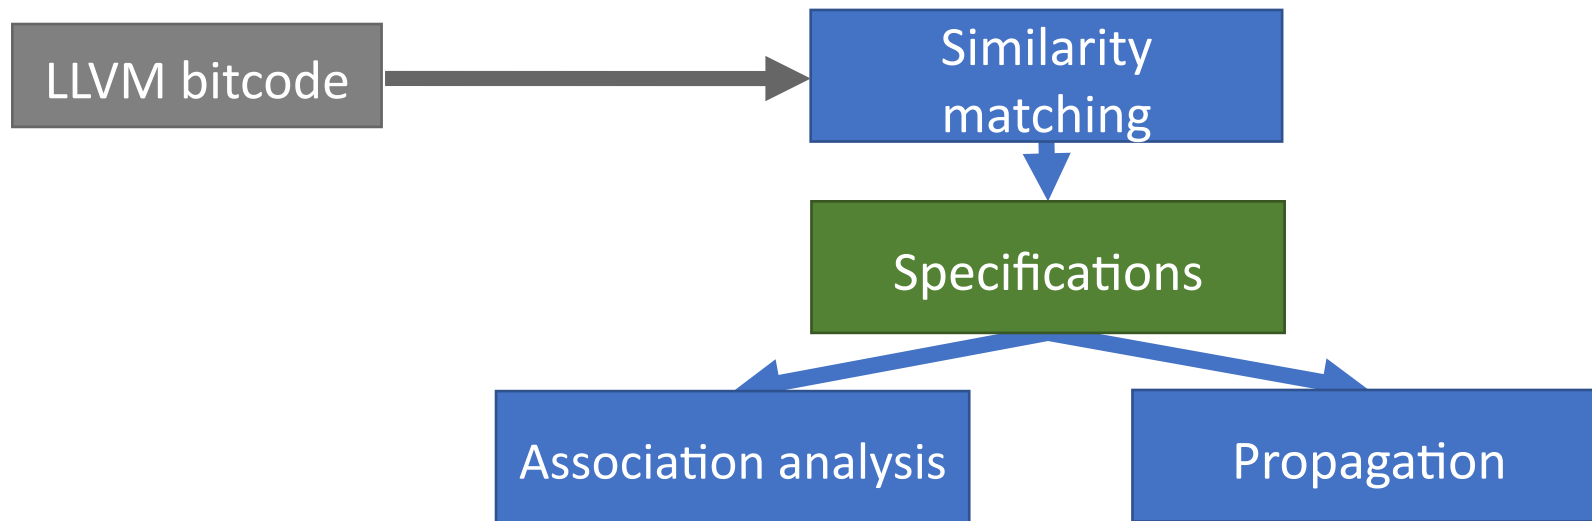 LLVM bitcode
Similarity
matching
Specifications
Association analysis
Propagation